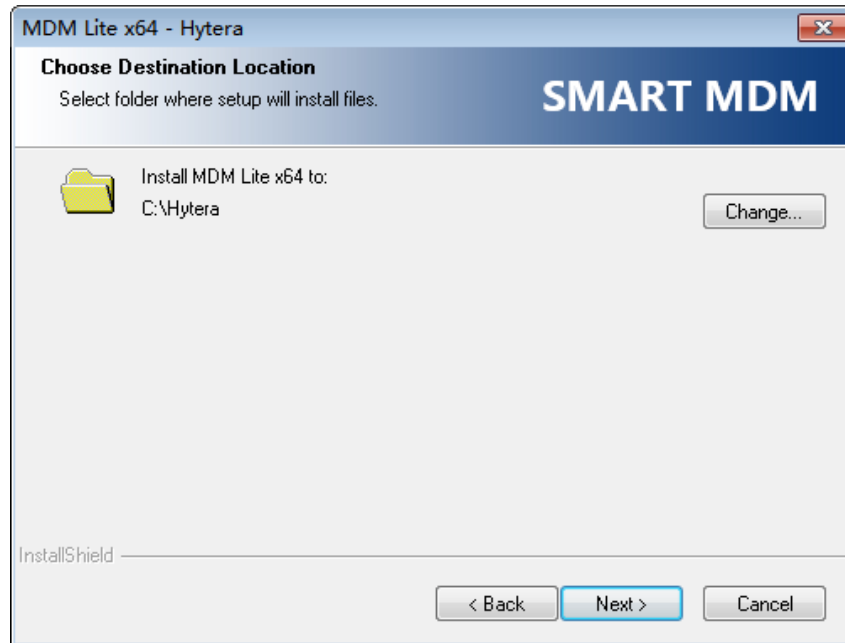 MDM Lite x64 - Hytera
Choose Destination Location
Select folder where setup will install files.
SMART MDM
Install MDM Lite x64 to:
C:\Hytera
Change...
InstallShield
< Back
Next >
Cancel